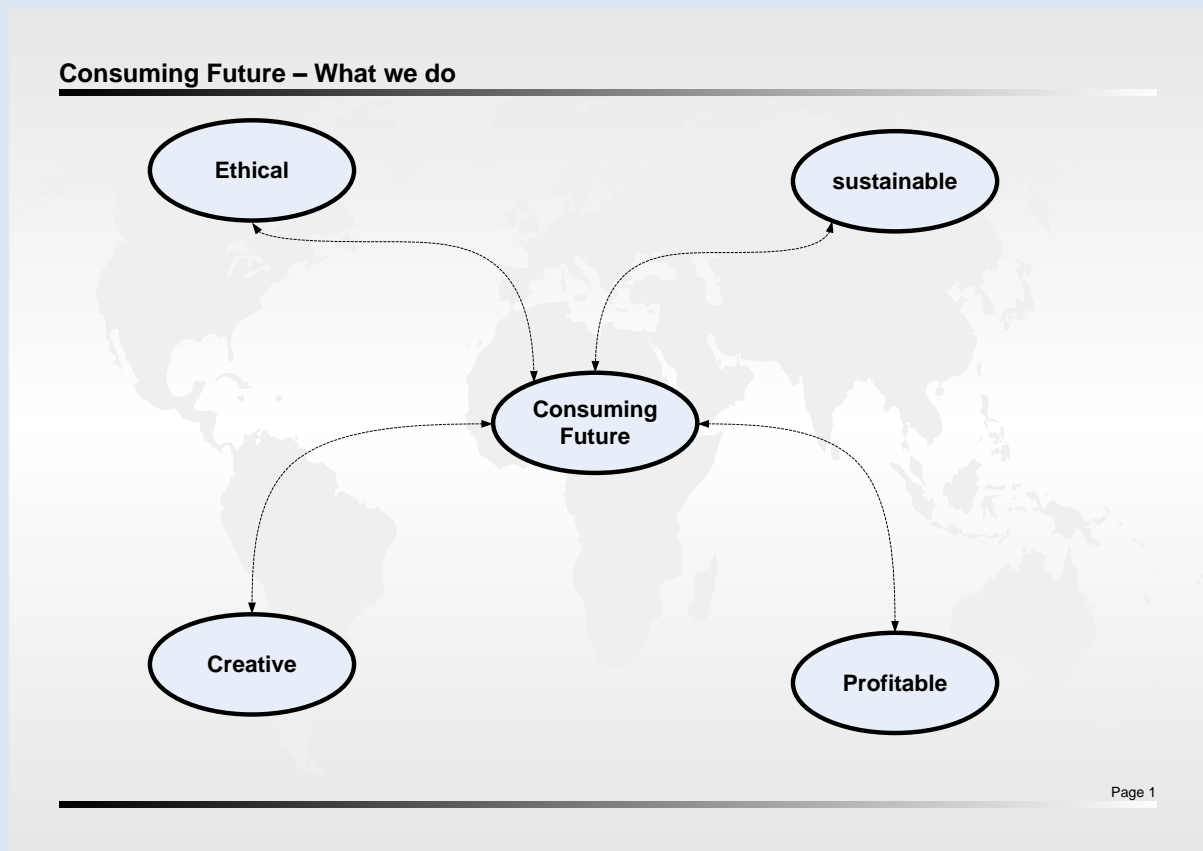 Consuming Future – What we do
Ethical
sustainable
Consuming
Future
Creative
Profitable
Page 1